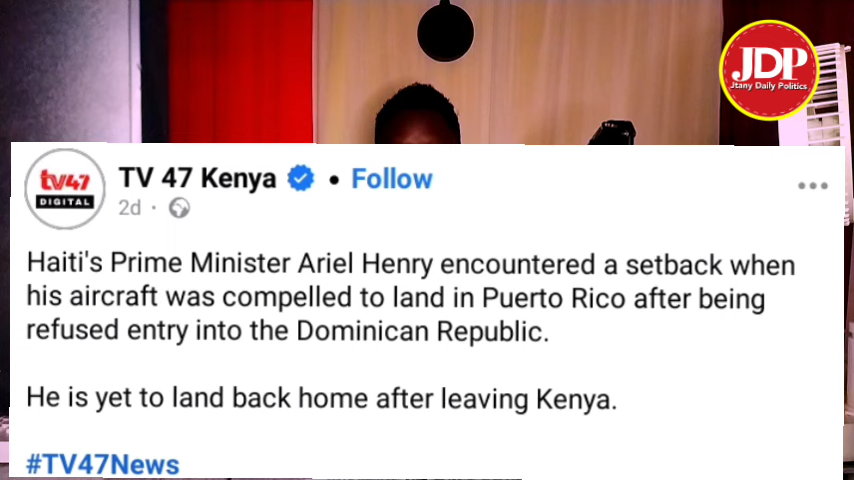 JDP
Jtany Daily Politics
tv47
DIGITAL
TV 47 Kenya • Follow
2d ·
Haiti's Prime Minister Ariel Henry encountered a setback when
his aircraft was compelled to land in Puerto Rico after being
refused entry into the Dominican Republic.
He is yet to land back home after leaving Kenya.
#TV47News